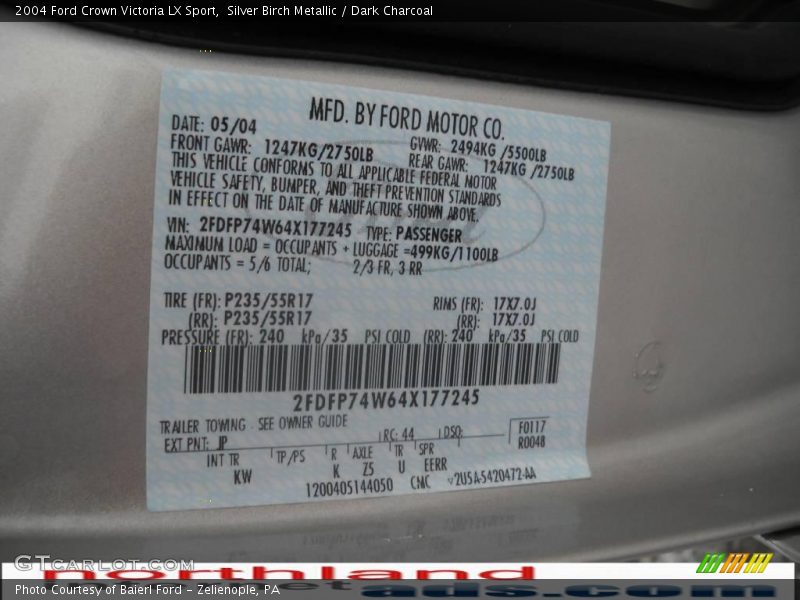 2004 Ford Crown Victoria LX Sport,  Silver Birch Metallic / Dark Charcoal
MFD. BY FORD MOTOR CO.
DATE: 05/04
GVWR: 2494KG /5500LB
FRONT GAWR: 1247KG/2750LB
REAR GAWR: 1247KG /2750LB
THIS VEHICLE CONFORMS TO ALL APPLICABLE FEDERAL MOTOR
VEHICLE SAFETY, BUMPER, AND THEFT PREVENTION STANDARDS
IN EFFECT ON THE DATE OF MANUFACTURE SHOWN ABOVE.
VIN: 2FDFP74W64X177245 TYPE: PASSENGER
MAXIMUM LOAD = OCCUPANTS + LUGGAGE =499KG/1100LB
OCCUPANTS = 5/6 TOTAL; 2/3 FR, 3 RR
TIRE (FR): P235/55R17 RIMS (FR): 17X7.0J
(RR): P235/55R17 (RR): 17X7.0J
PRESSURE (FR): 240 kPa/35 PSI COLD (RR): 240 kPa/35 PSI COLD
2FDFP74W64X177245
TRAILER TOWING - SEE OWNER GUIDE
EXT PNT: JP RC: 44 DSO: F0117
R0048
INT TR TP/PS R AXLE TR SPR
KW K Z5 U EERR
1200405144050 CMC v2U5A-5420472-AA
GTCarLot.com
northland
ads.com
Photo Courtesy of Baierl Ford - Zelienople, PA